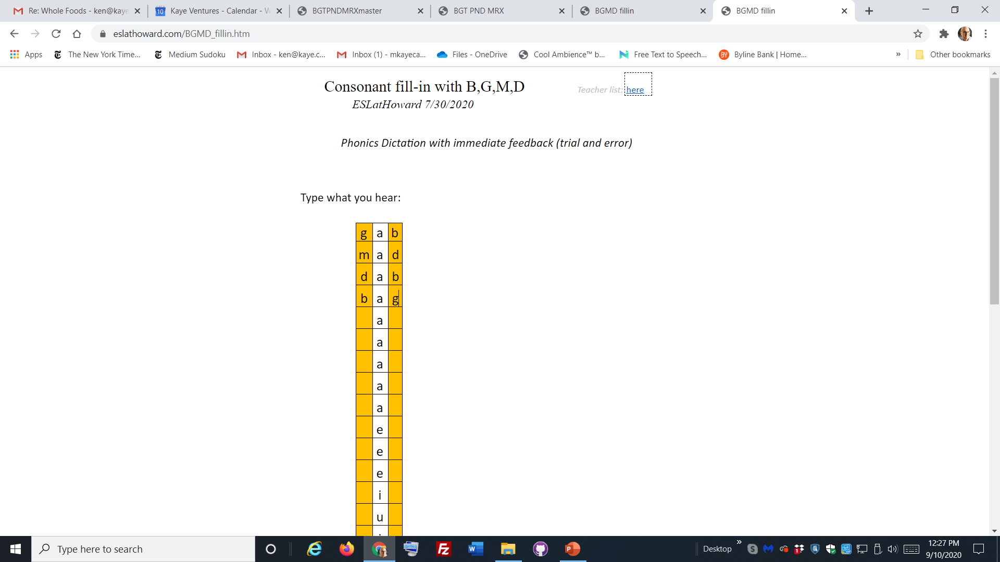 Re: Whole Foods - ken@kaye
Kaye Ventures - Calendar - W
BGTPNDMRXmaster
BGT PND MRX
BGMD fillin
BGMD fillin
eslathoward.com/BGMD_fillin.htm
Apps
The New York Time...
Medium Sudoku
Inbox - ken@kaye.c...
Inbox (1) - mkayeca...
Files - OneDrive
Cool Ambience™ b...
Free Text to Speech...
BY
Byline Bank | Home...
»
Other bookmarks
Consonant fill-in with B,G,M,D
Teacher list: here
ESLatHoward 7/30/2020
Phonics Dictation with immediate feedback (trial and error)
Type what you hear:
g a b
m a d
d a b
b a g
a
a
a
a
a
e
e
e
i
u
Type here to search
Desktop
»
12:27 PM
9/10/2020